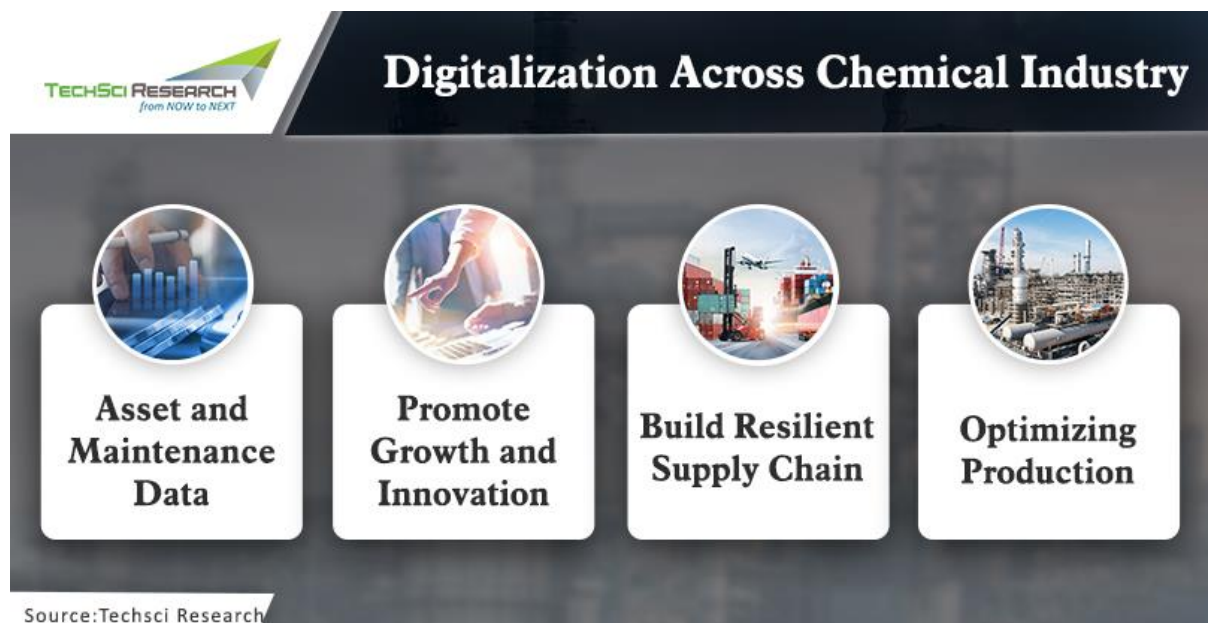 TechSci Research
from NOW to NEXT
Digitalization Across Chemical Industry
Asset and
Maintenance
Data
Promote
Growth and
Innovation
Build Resilient
Supply Chain
Optimizing
Production
Source:Techsci Research